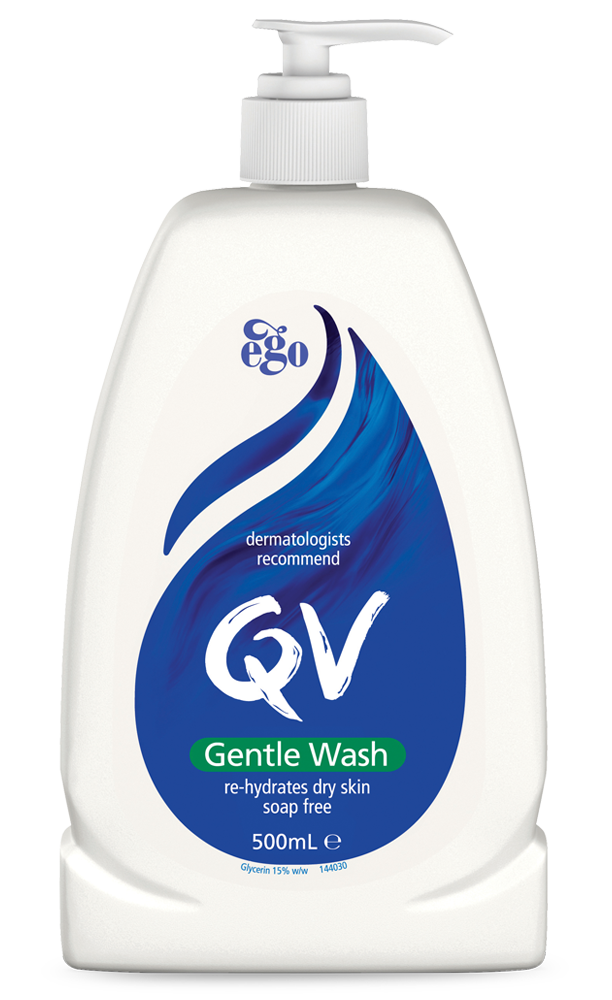 ego
dermatologists
recommend
QV
Gentle Wash
re-hydrates dry skin
soap free
500mL ℮
Glycerin 15% w/w 144030